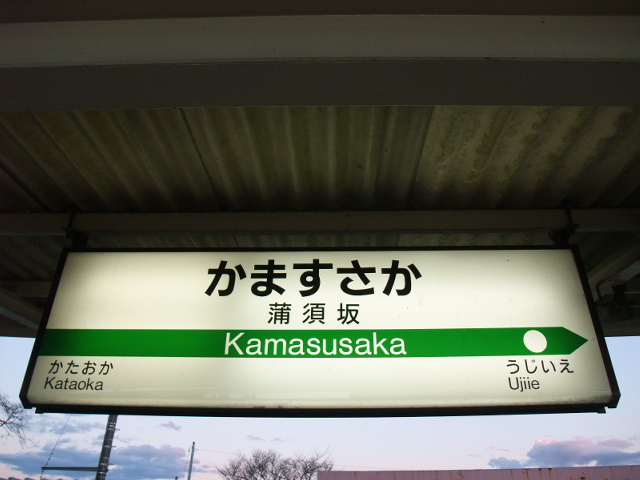 かますさか
蒲須坂
Kamasusaka
かたおか
Kataoka
うじいえ
Ujiie